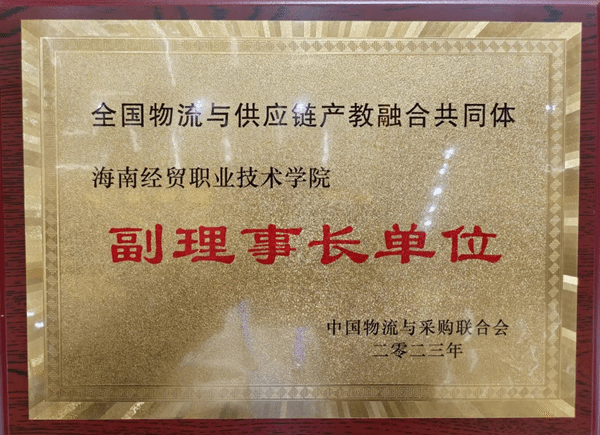 全国物流与供应链产教融合共同体
海南经贸职业技术学院
副理事长单位
中国物流与采购联合会
二零二三年